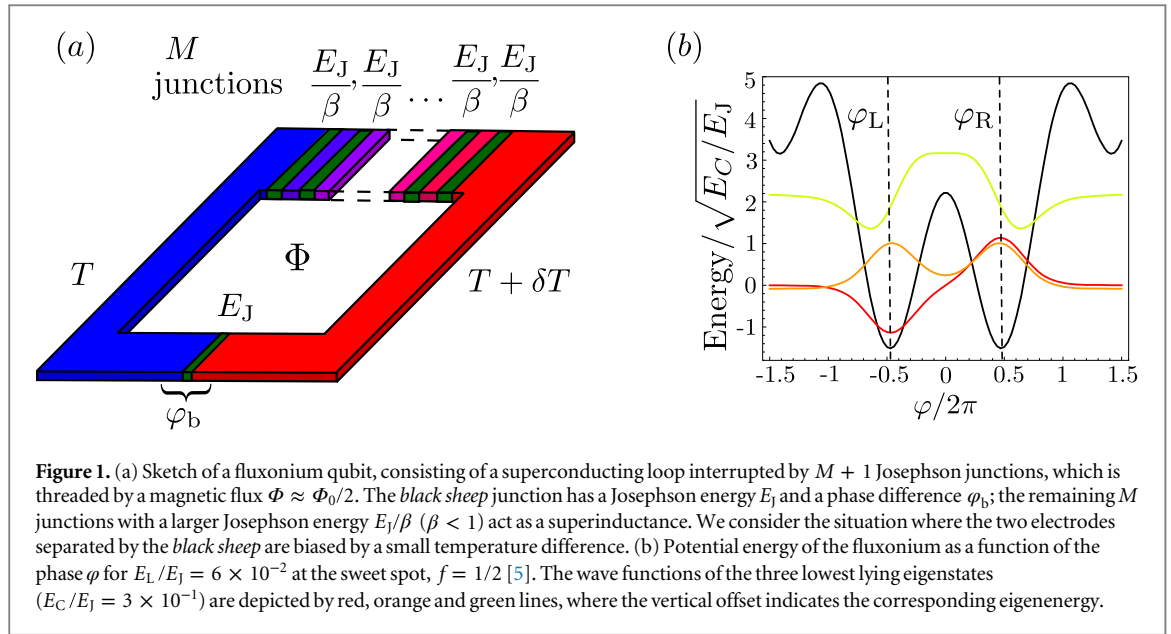 (a)
M
junctions
E_J/β, E_J/β ... E_J/β, E_J/β
T
Φ
T + δT
E_J
φ_b
(b)
Energy/√E_C/E_J
5
4
3
2
1
0
-1
φ_L
φ_R
-1.5 -1 -0.5 0 0.5 1 1.5
φ/2π
Figure 1. (a) Sketch of a fluxonium qubit, consisting of a superconducting loop interrupted by M + 1 Josephson junctions, which is
threaded by a magnetic flux Φ ≈ Φ₀/2. The black sheep junction has a Josephson energy E_J and a phase difference φ_b; the remaining M
junctions with a larger Josephson energy E_J/β (β < 1) act as a superinductance. We consider the situation where the two electrodes
separated by the black sheep are biased by a small temperature difference. (b) Potential energy of the fluxonium as a function of the
phase φ for E_L/E_J = 6 × 10⁻² at the sweet spot, f = 1/2 [5]. The wave functions of the three lowest lying eigenstates
(E_C/E_J = 3 × 10⁻¹) are depicted by red, orange and green lines, where the vertical offset indicates the corresponding eigenenergy.